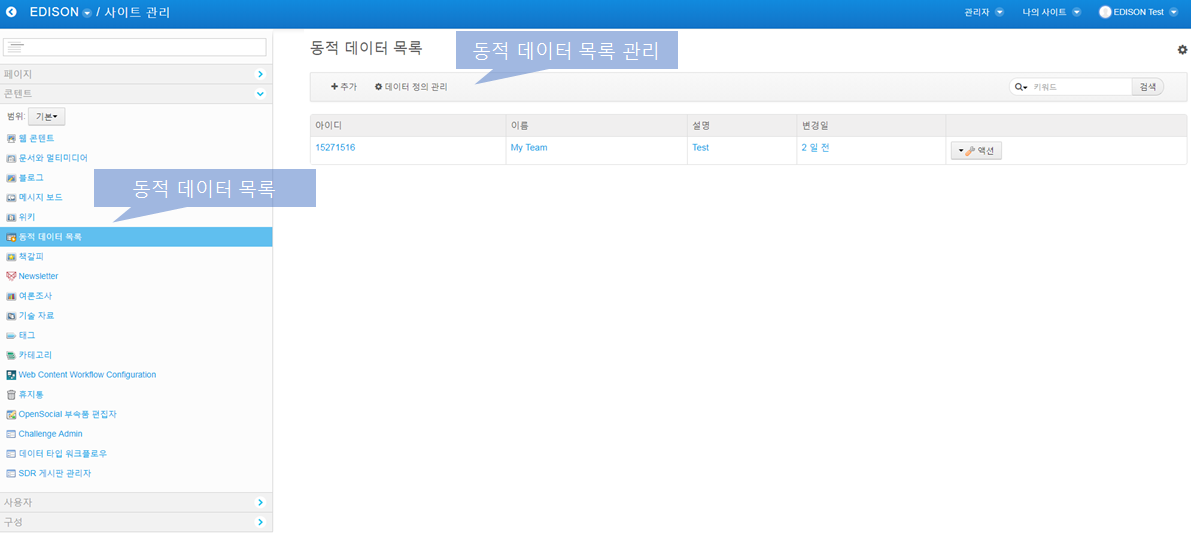 EDISON / 사이트 관리
관리자 나의 사이트 EDISON Test
페이지
콘텐트
범위: 기본
웹 콘텐트
문서와 멀티미디어
블로그
메시지 보드
동적 데이터 목록
위키
동적 데이터 목록
책갈피
Newsletter
여론조사
기술 자료
태그
카테고리
Web Content Workflow Configuration
휴지통
OpenSocial 부속품 편집자
Challenge Admin
데이터 타입 워크플로우
SDR 게시판 관리자
사용자
구성
동적 데이터 목록
동적 데이터 목록 관리
추가 데이터 정의 관리 키워드 검색
아이디 이름 설명 변경일
15271516 My Team Test 2 일 전 액션